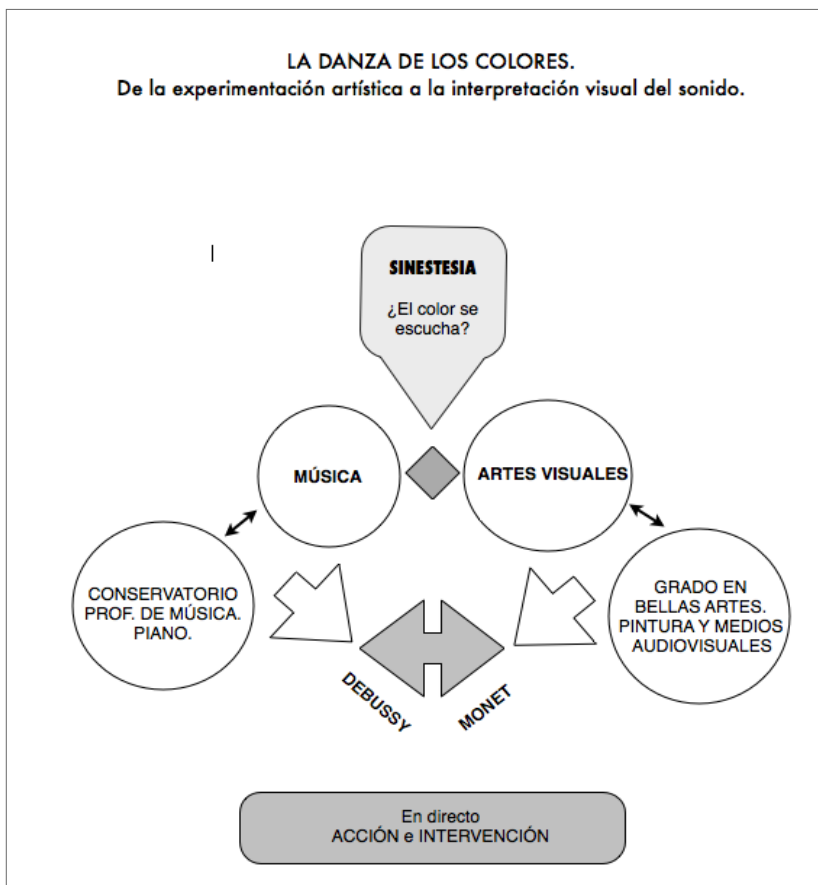 LA DANZA DE LOS COLORES.
De la experimentación artística a la interpretación visual del sonido.
SINESTESIA
¿El color se
escucha?
MÚSICA
ARTES VISUALES
CONSERVATORIO
PROF. DE MÚSICA.
PIANO.
GRADO EN
BELLAS ARTES.
PINTURA Y MEDIOS
AUDIOVISUALES
DEBUSSY
MONET
En directo
ACCIÓN e INTERVENCIÓN